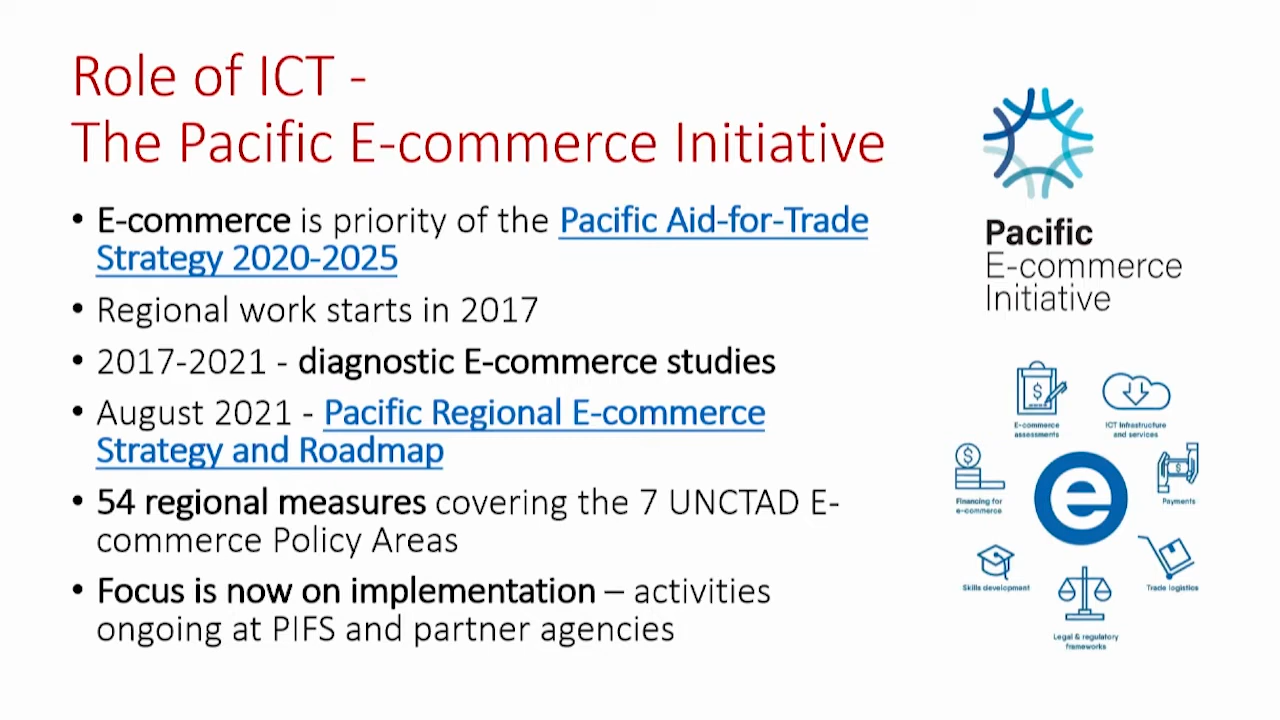 Role of ICT -
The Pacific E-commerce Initiative
• E-commerce is priority of the Pacific Aid-for-Trade
Strategy 2020-2025
• Regional work starts in 2017
• 2017-2021 - diagnostic E-commerce studies
• August 2021 - Pacific Regional E-commerce
Strategy and Roadmap
• 54 regional measures covering the 7 UNCTAD E-
commerce Policy Areas
• Focus is now on implementation – activities
ongoing at PIFS and partner agencies
Pacific
E-commerce
Initiative
E-commerce
assessments
ICT Infrastructure
and services
Financing for
e-commerce
e
Payments
Skills development
Trade logistics
Legal & regulatory
frameworks